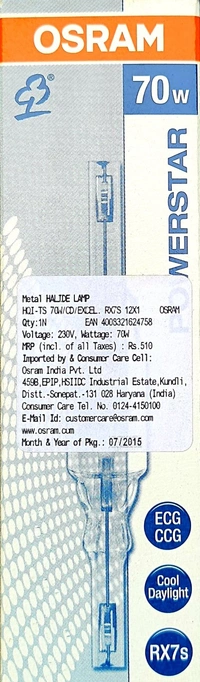 OSRAM
70W
POWERSTAR
Metal HALIDE LAMP
HQI-TS 70W/CD/EXCEL. RX7S 12X1 OSRAM
Qty:1N EAN 4008321624758
Voltage: 230V, Wattage: 70W
MRP (incl. of all Taxes) : Rs.510
Imported by & Consumer Care Cell:
Osram India Pvt. Ltd
459B,EPIP,HSIIDC Industrial Estate,Kundli,
Distt.-Sonepat.-131 028 Haryana (India)
Consumer Care Tel. No. 0124-4150100
E-Mail Id: customercare@osram.com
www.osram.com
Month & Year of Pkg.: 07/2015
ECG
CCG
Cool
Daylight
RX7s